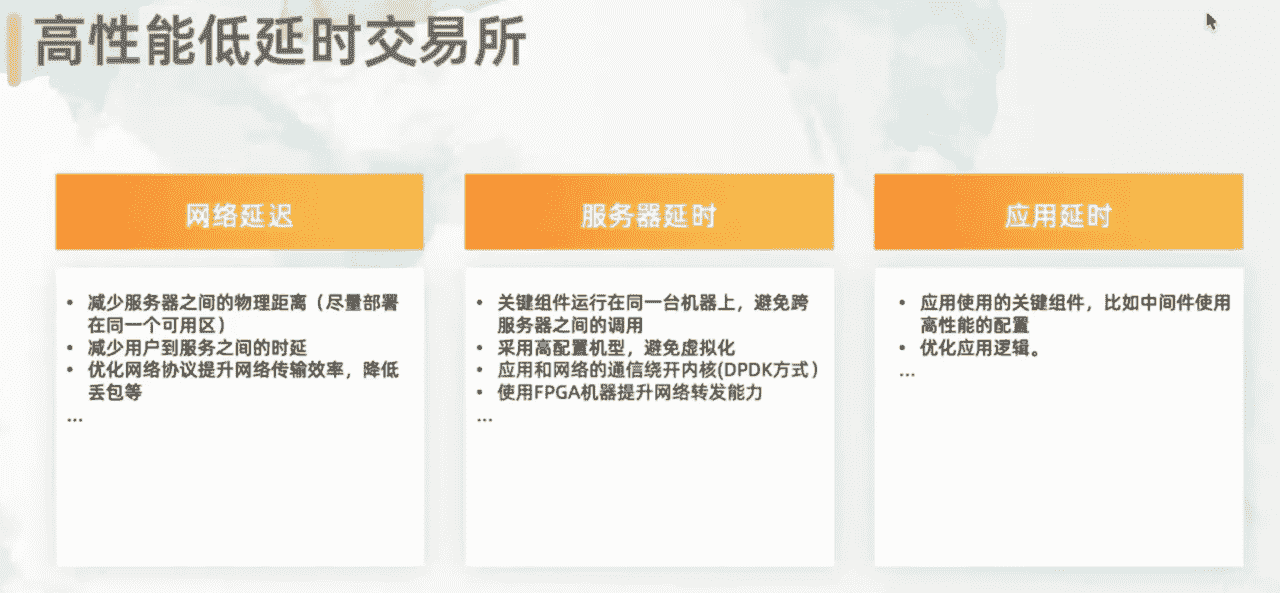 高性能低延时交易所
网络延迟
• 减少服务器之间的物理距离（尽量部署
在同一个可用区）
• 减少用户到服务之间的时延
• 优化网络协议提升网络传输效率，降低
丢包等
...
服务器延时
• 关键组件运行在同一台机器上，避免跨
服务器之间的调用
• 采用高配置机型，避免虚拟化
• 应用和网络的通信绕开内核(DPDK方式）
• 使用FPGA机器提升网络转发能力
...
应用延时
• 应用使用的关键组件，比如中间件使用
高性能的配置
• 优化应用逻辑。
...